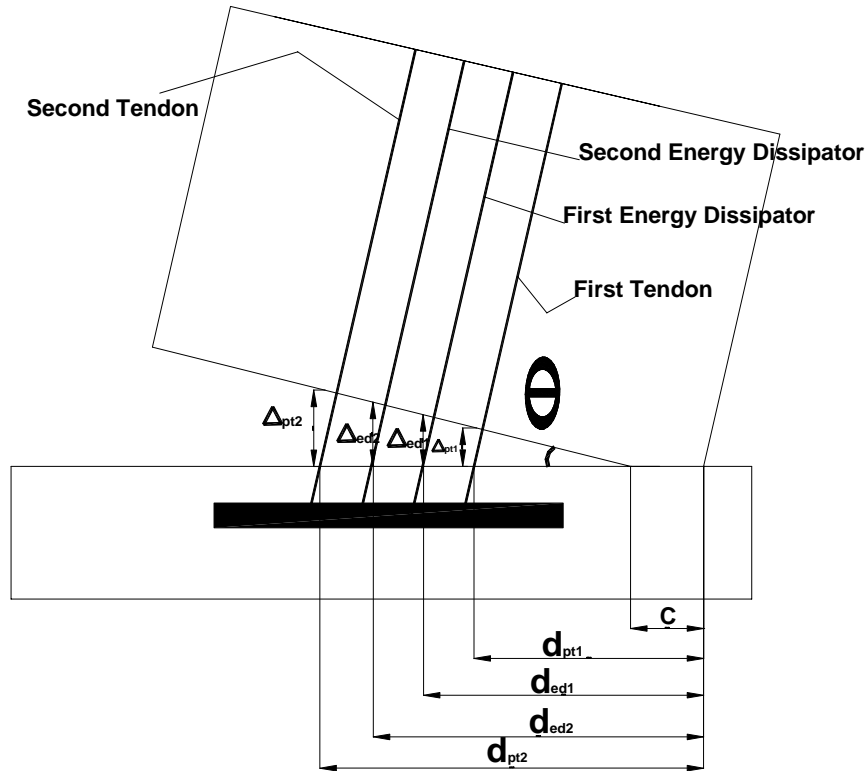 Second Tendon
Second Energy Dissipator
First Energy Dissipator
First Tendon
θ
Δpt2
Δed2
Δed1
Δpt1
C
dpt1
ded1
ded2
dpt2